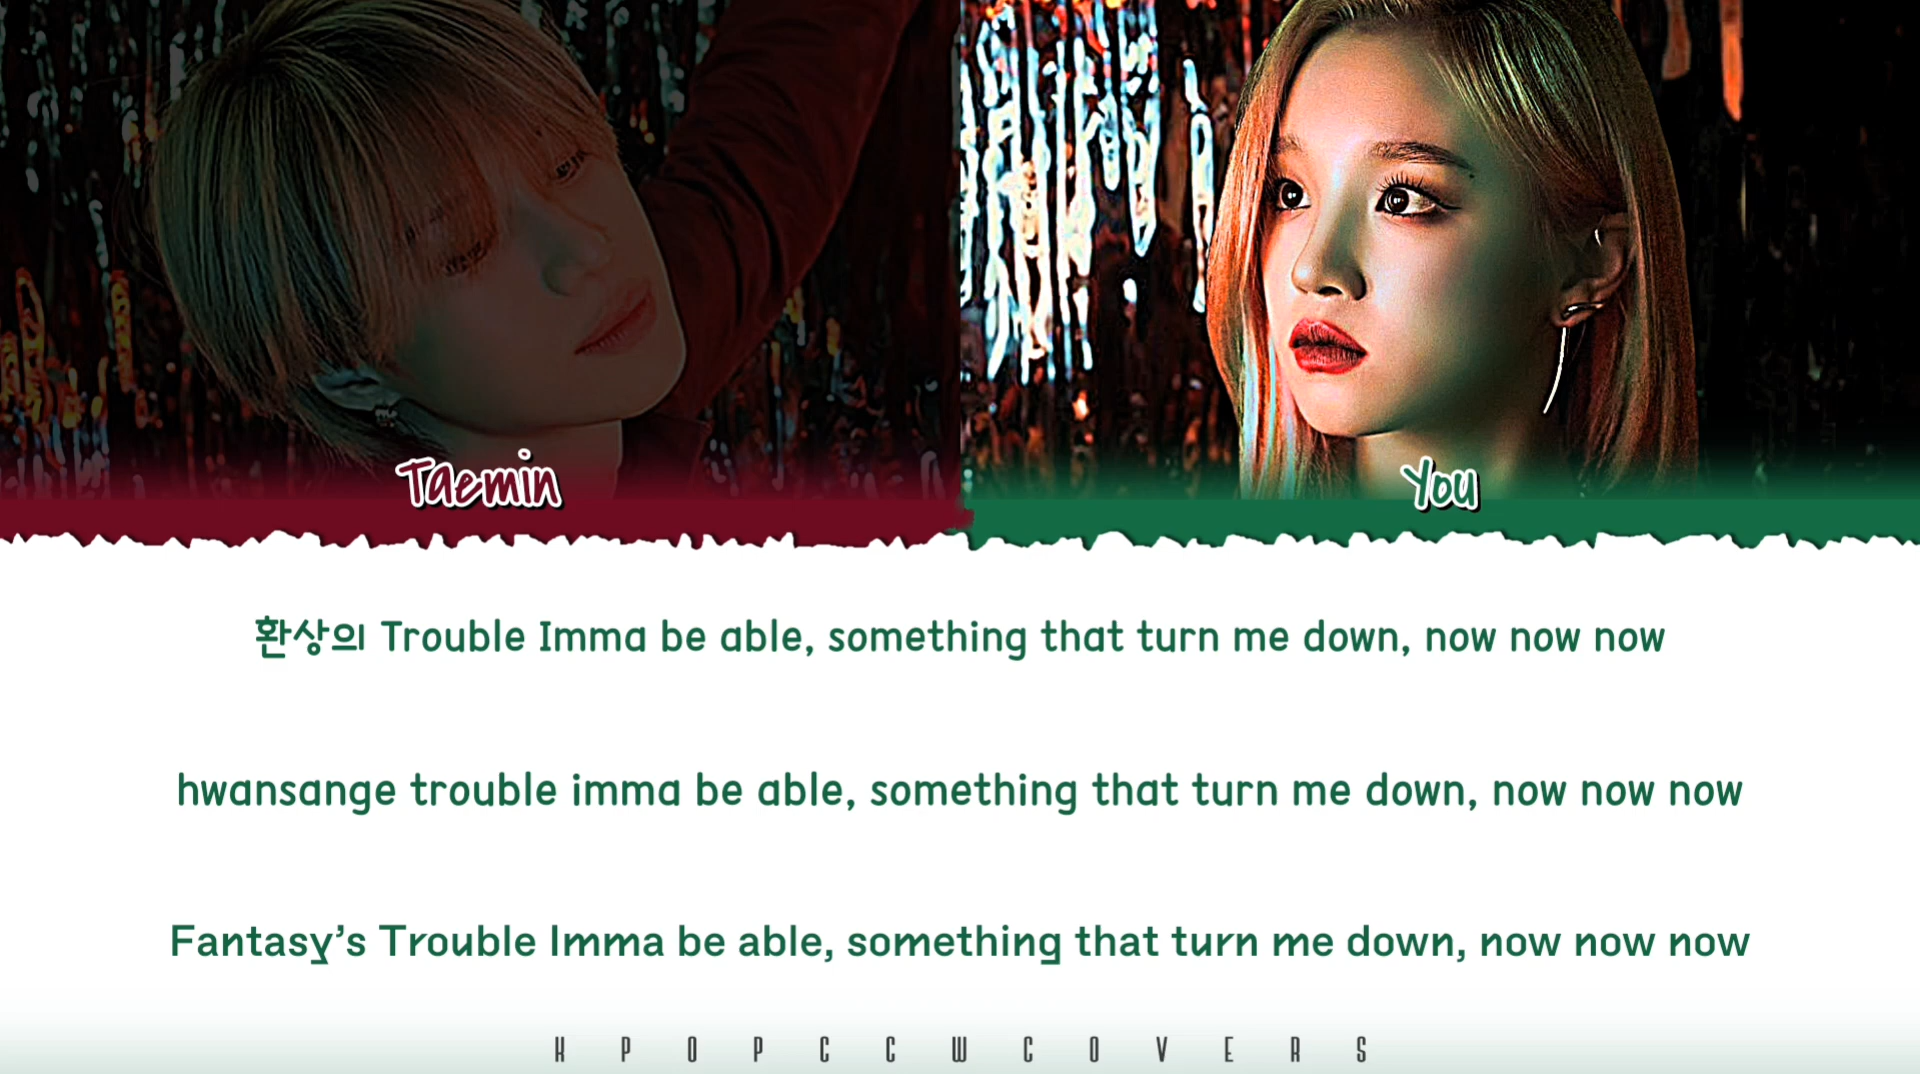 Taemin
You
환상의 Trouble Imma be able, something that turn me down, now now now
hwansange trouble imma be able, something that turn me down, now now now
Fantasy’s Trouble Imma be able, something that turn me down, now now now
KPOPCCWCOVERS